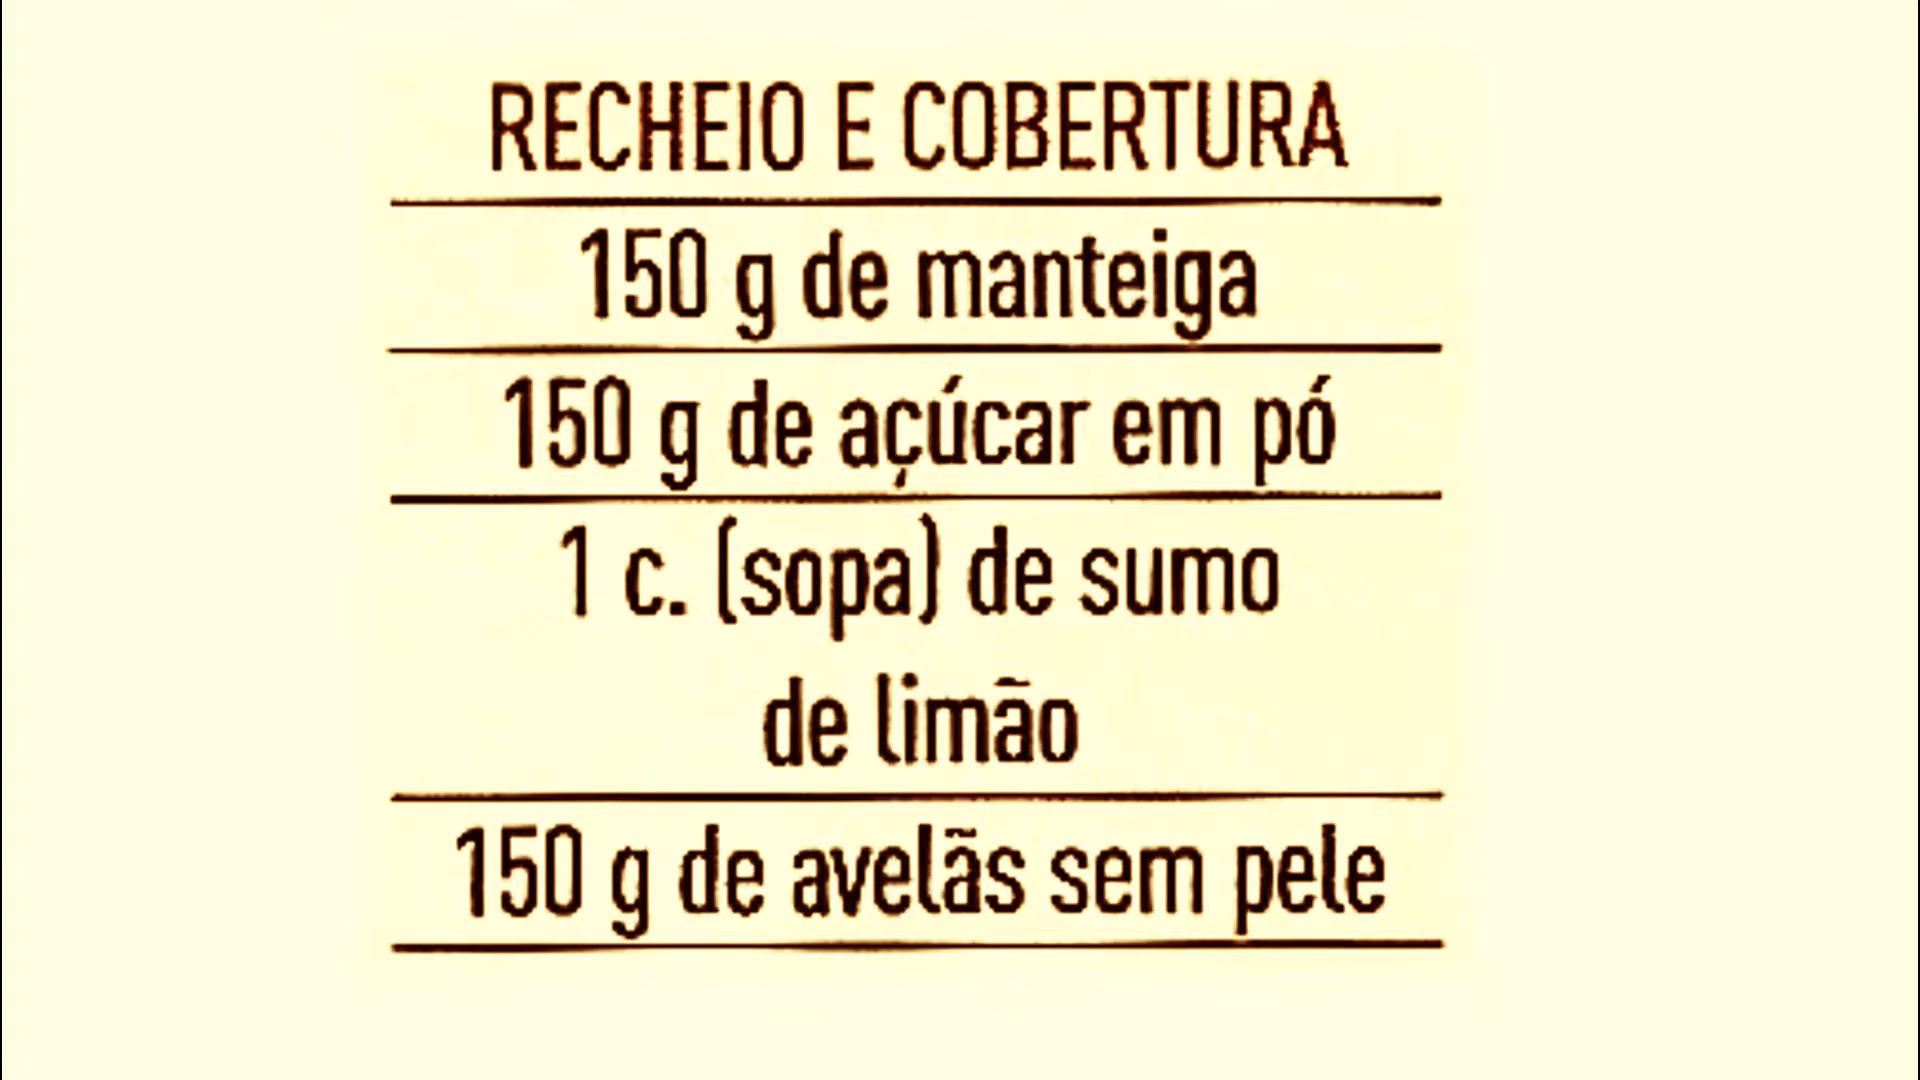 RECHEIO E COBERTURA
150 g de manteiga
150 g de açúcar em pó
1 c. (sopa) de sumo
de limão
150 g de avelãs sem pele